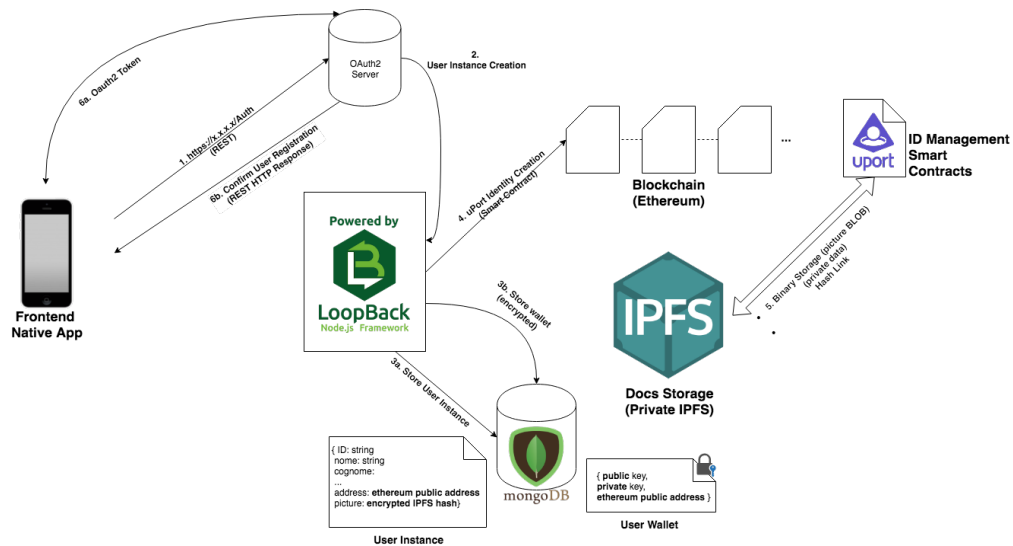 OAuth2
Server
2.
User Instance Creation
6a. Oauth2 Token
1. https://x.x.x.x/Auth
(REST)
6b. Confirm User Registration
(REST HTTP Response)
Frontend
Native App
Powered by
LB
LoopBack
Node.js Framework
4. uPort Identity Creation
(Smart Contract)
...
Blockchain
(Ethereum)
uport
ID Management
Smart
Contracts
5. Binary Storage (picture BLOB)
(private data)
Hash Link
IPFS
Docs Storage
(Private IPFS)
3b. Store wallet
(encrypted)
3a. Store User Instance
mongoDB
{ ID: string
nome: string
cognome:
...
address: ethereum public address
picture: encrypted IPFS hash}
User Instance
{ public key,
private key,
ethereum public address }
User Wallet